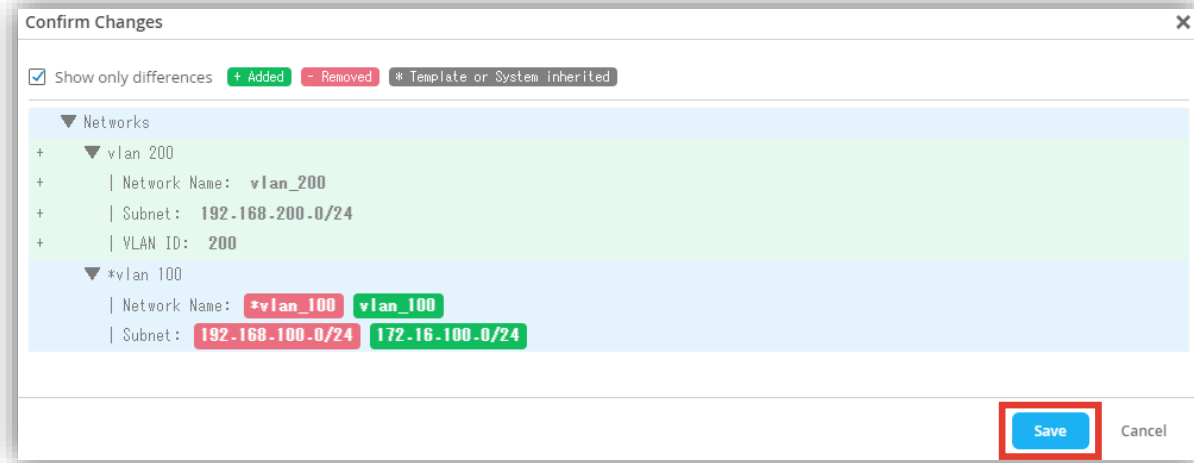 Confirm Changes
Show only differences + Added - Removed * Template or System inherited
Networks
+ vlan 200
+ | Network Name: vlan_200
+ | Subnet: 192.168.200.0/24
+ | VLAN ID: 200
*vlan 100
| Network Name: *vlan_100 vlan_100
| Subnet: 192.168.100.0/24 172.16.100.0/24
Save Cancel